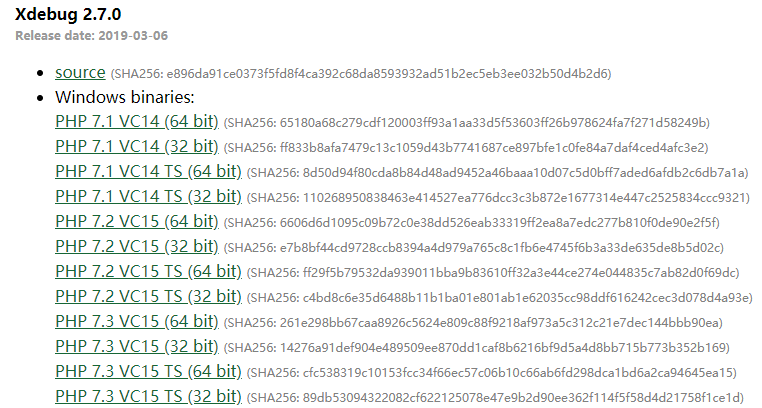 Xdebug 2.7.0
Release date: 2019-03-06
source (SHA256: e896da91ce0373f5fd8f4ca392c68da8593932ad51b2ec5eb3ee032b50d4b2d6)
Windows binaries:
PHP 7.1 VC14 (64 bit) (SHA256: 65180a68c279cdf120003ff93a1aa33d5f53603ff26b978624fa7f271d58249b)
PHP 7.1 VC14 (32 bit) (SHA256: ff833b8afa7479c13c1059d43b7741687ce897bfe1c0fe84a7daf4ced4afc3e2)
PHP 7.1 VC14 TS (64 bit) (SHA256: 8d50d94f80cda8b84d48ad9452a46baaa10d07c5d0bff7aded6afdb2c6db7a1a)
PHP 7.1 VC14 TS (32 bit) (SHA256: 110268950838463e414527ea776dcc3c3b872e1677314e447c2525834ccc9321)
PHP 7.2 VC15 (64 bit) (SHA256: 6606d6d1095c09b72c0e38dd526eab33319ff2ea8a7edc277b810f0de90e2f5f)
PHP 7.2 VC15 (32 bit) (SHA256: e7b8bf44cd9728ccb8394a4d979a765c8c1fb6e4745f6b3a33de635de8b5d02c)
PHP 7.2 VC15 TS (64 bit) (SHA256: ff29f5b79532da939011bba9b83610ff32a3e44ce274e044835c7ab82d0f69dc)
PHP 7.2 VC15 TS (32 bit) (SHA256: c4bd8c6e35d6488b11b1ba01e801ab1e62035cc98ddf616242cec3d078d4a93e)
PHP 7.3 VC15 (64 bit) (SHA256: 261e298bb67caa8926c5624e809c88f9218af973a5c312c21e7dec144bbb90ea)
PHP 7.3 VC15 (32 bit) (SHA256: 14276a91def904e489509ee870dd1caf8b6216bf9d5a4d8bb715b773b352b169)
PHP 7.3 VC15 TS (64 bit) (SHA256: cfc538319c10153fcc34f66ec57c06b10c66ab6fd298dca1bd6a2ca94645ea15)
PHP 7.3 VC15 TS (32 bit) (SHA256: 89db53094322082cf622125078e47e9b2d90ee362f114f5f58d4d21758f1ce1d)